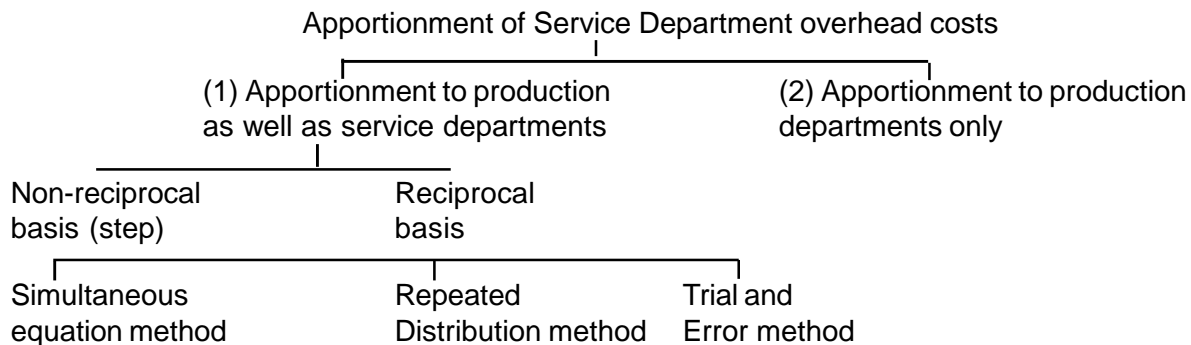 Apportionment of Service Department overhead costs
(1) Apportionment to production
as well as service departments
(2) Apportionment to production
departments only
Non-reciprocal
basis (step)
Reciprocal
basis
Simultaneous
equation method
Repeated
Distribution method
Trial and
Error method